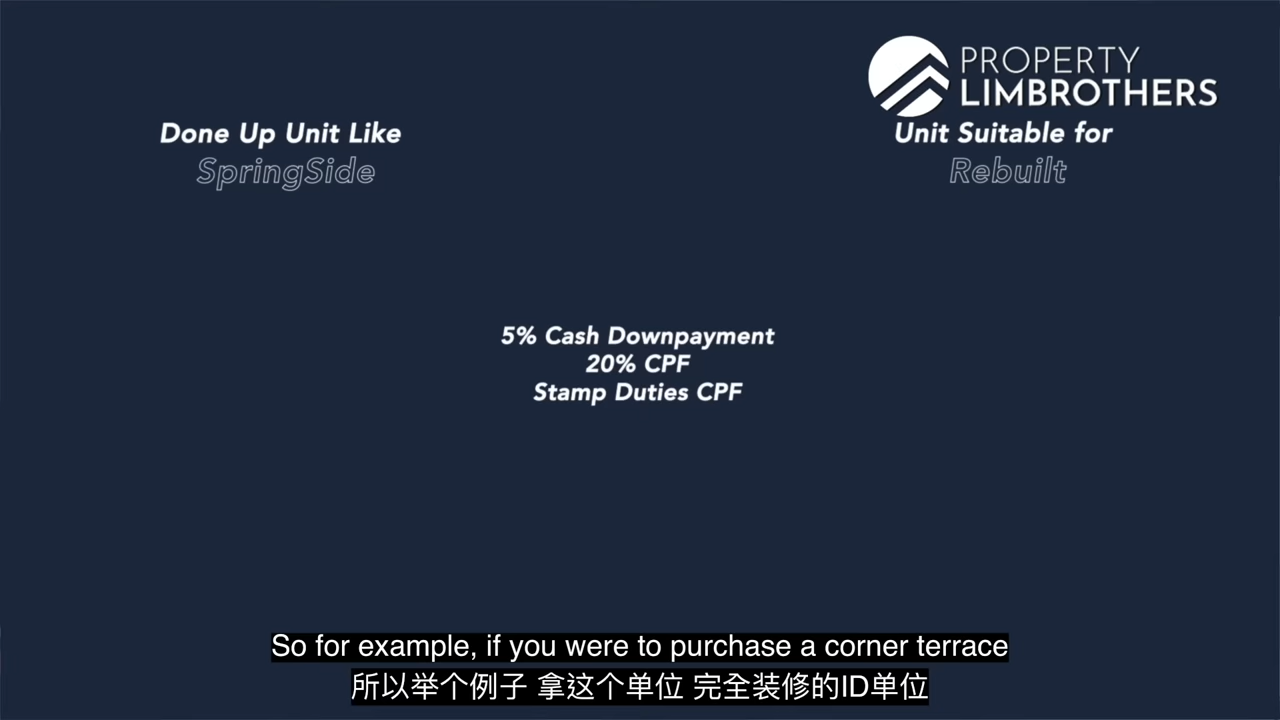 PROPERTY
LIMBROTHERS
Done Up Unit Like
SpringSide
Unit Suitable for
Rebuilt
5% Cash Downpayment
20% CPF
Stamp Duties CPF
So for example, if you were to purchase a corner terrace
所以举个例子 拿这个单位 完全装修的ID单位